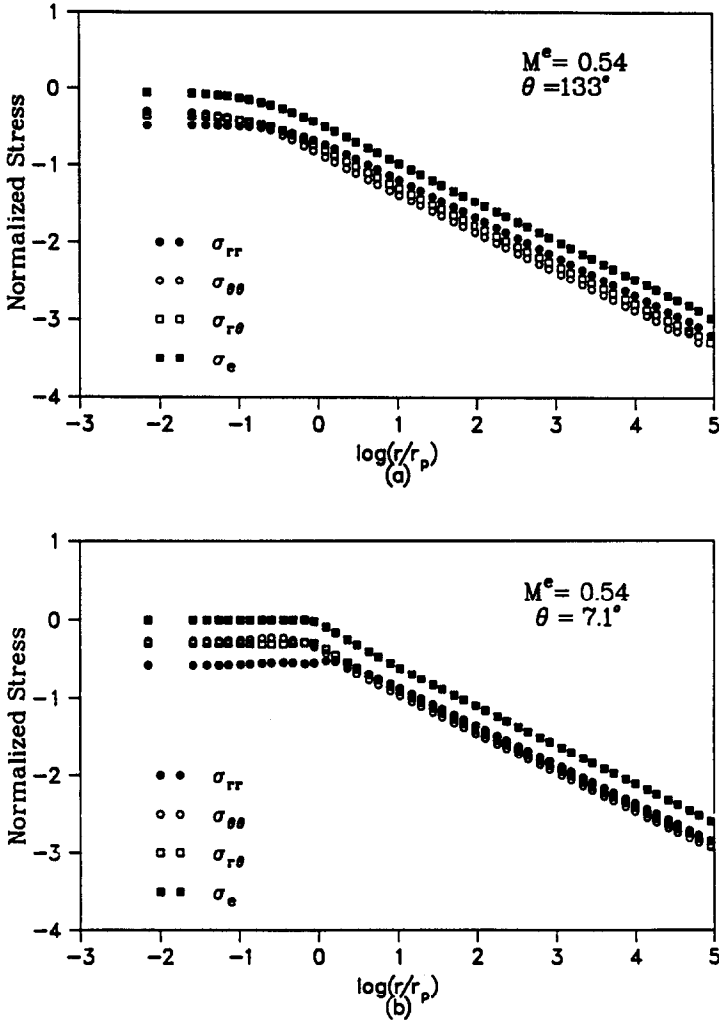 1
0
−1
−2
−3
−4
Normalized Stress
Mᵉ = 0.54
θ = 133°
σ_rr
σ_θθ
σ_rθ
σ_e
−3 −2 −1 0 1 2 3 4 5
log(r/r_p)
(a)
1
0
−1
−2
−3
−4
Normalized Stress
Mᵉ = 0.54
θ = 7.1°
σ_rr
σ_θθ
σ_rθ
σ_e
−3 −2 −1 0 1 2 3 4 5
log(r/r_p)
(b)